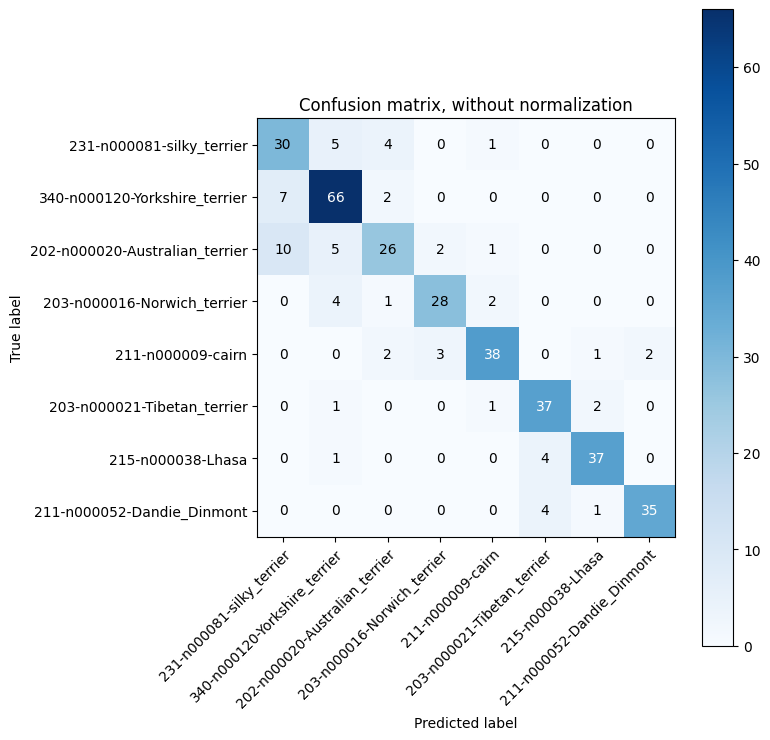 Confusion matrix, without normalization
True label
231-n000081-silky_terrier 30 5 4 0 1 0 0 0
340-n000120-Yorkshire_terrier 7 66 2 0 0 0 0 0
202-n000020-Australian_terrier 10 5 26 2 1 0 0 0
203-n000016-Norwich_terrier 0 4 1 28 2 0 0 0
211-n000009-cairn 0 0 2 3 38 0 1 2
203-n000021-Tibetan_terrier 0 1 0 0 1 37 2 0
215-n000038-Lhasa 0 1 0 0 0 4 37 0
211-n000052-Dandie_Dinmont 0 0 0 0 0 4 1 35
231-n000081-silky_terrier
340-n000120-Yorkshire_terrier
202-n000020-Australian_terrier
203-n000016-Norwich_terrier
211-n000009-cairn
203-n000021-Tibetan_terrier
215-n000038-Lhasa
211-n000052-Dandie_Dinmont
Predicted label
60
50
40
30
20
10
0